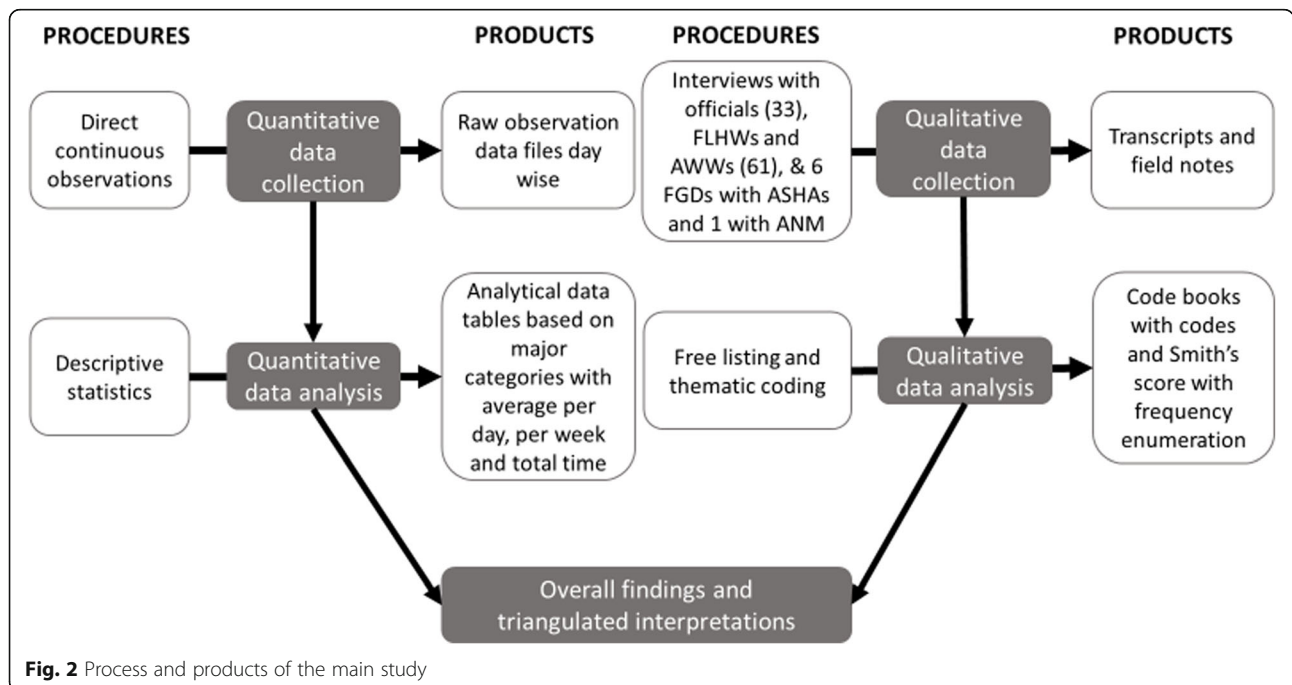 PROCEDURES
PRODUCTS
PROCEDURES
PRODUCTS
Direct
continuous
observations
Quantitative
data
collection
Raw observation
data files day
wise
Interviews with
officials (33),
FLHWs and
AWWs (61), & 6
FGDs with ASHAs
and 1 with ANM
Qualitative
data
collection
Transcripts and
field notes
Descriptive
statistics
Quantitative
data analysis
Analytical data
tables based on
major
categories with
average per
day, per week
and total time
Free listing and
thematic coding
Qualitative
data analysis
Code books
with codes
and Smith's
score with
frequency
enumeration
Overall findings and
triangulated interpretations
Fig. 2 Process and products of the main study